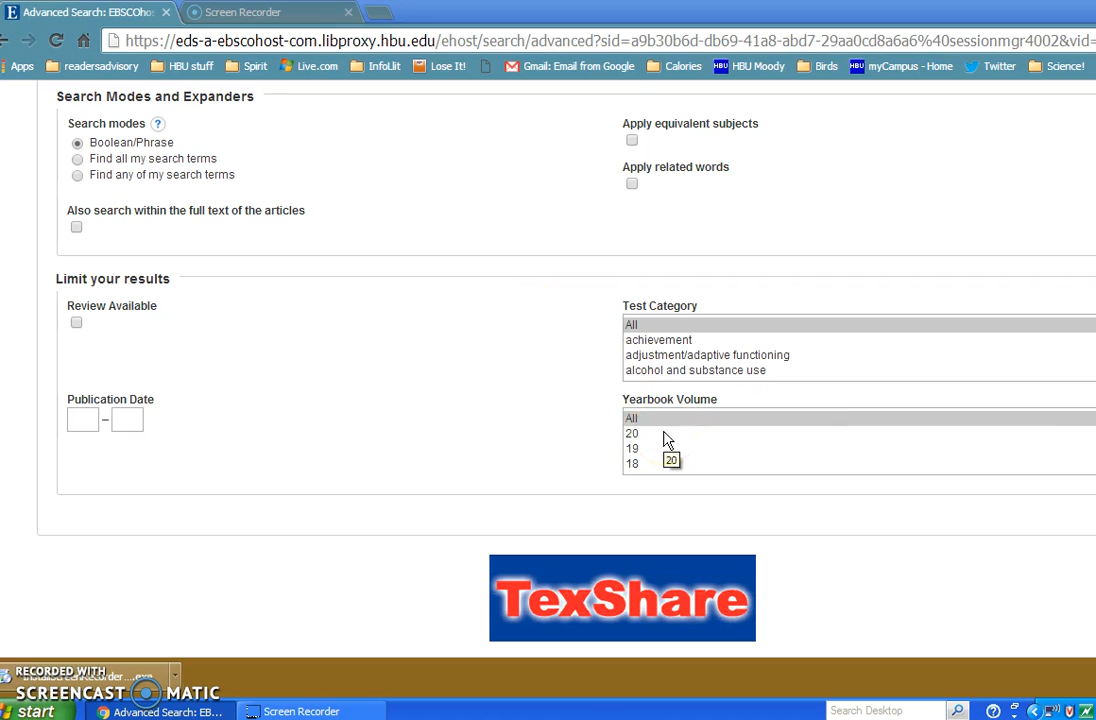 Advanced Search: EBSCOhos
Screen Recorder
https://eds-a-ebscohost-com.libproxy.hbu.edu/ehost/search/advanced?sid=a9b30b6d-db69-41a8-abd7-29aa0cd8a6a6%40sessionmgr4002&vid=
Apps readersadvisory HBU stuff Spirit Live.com InfoLit Lose It! Gmail: Email from Google Calories HBU HBU Moody Birds HBU myCampus - Home Twitter Science!
Search Modes and Expanders
Search modes ?
Apply equivalent subjects
Boolean/Phrase
Find all my search terms
Apply related words
Find any of my search terms
Also search within the full text of the articles
Limit your results
Review Available
Test Category
All
achievement
adjustment/adaptive functioning
alcohol and substance use
Publication Date
–
Yearbook Volume
All
20
19
18
20
TexShare
RECORDED WITH
SCREENCAST MATIC
start
Advanced Search: EB...
Screen Recorder
Search Desktop